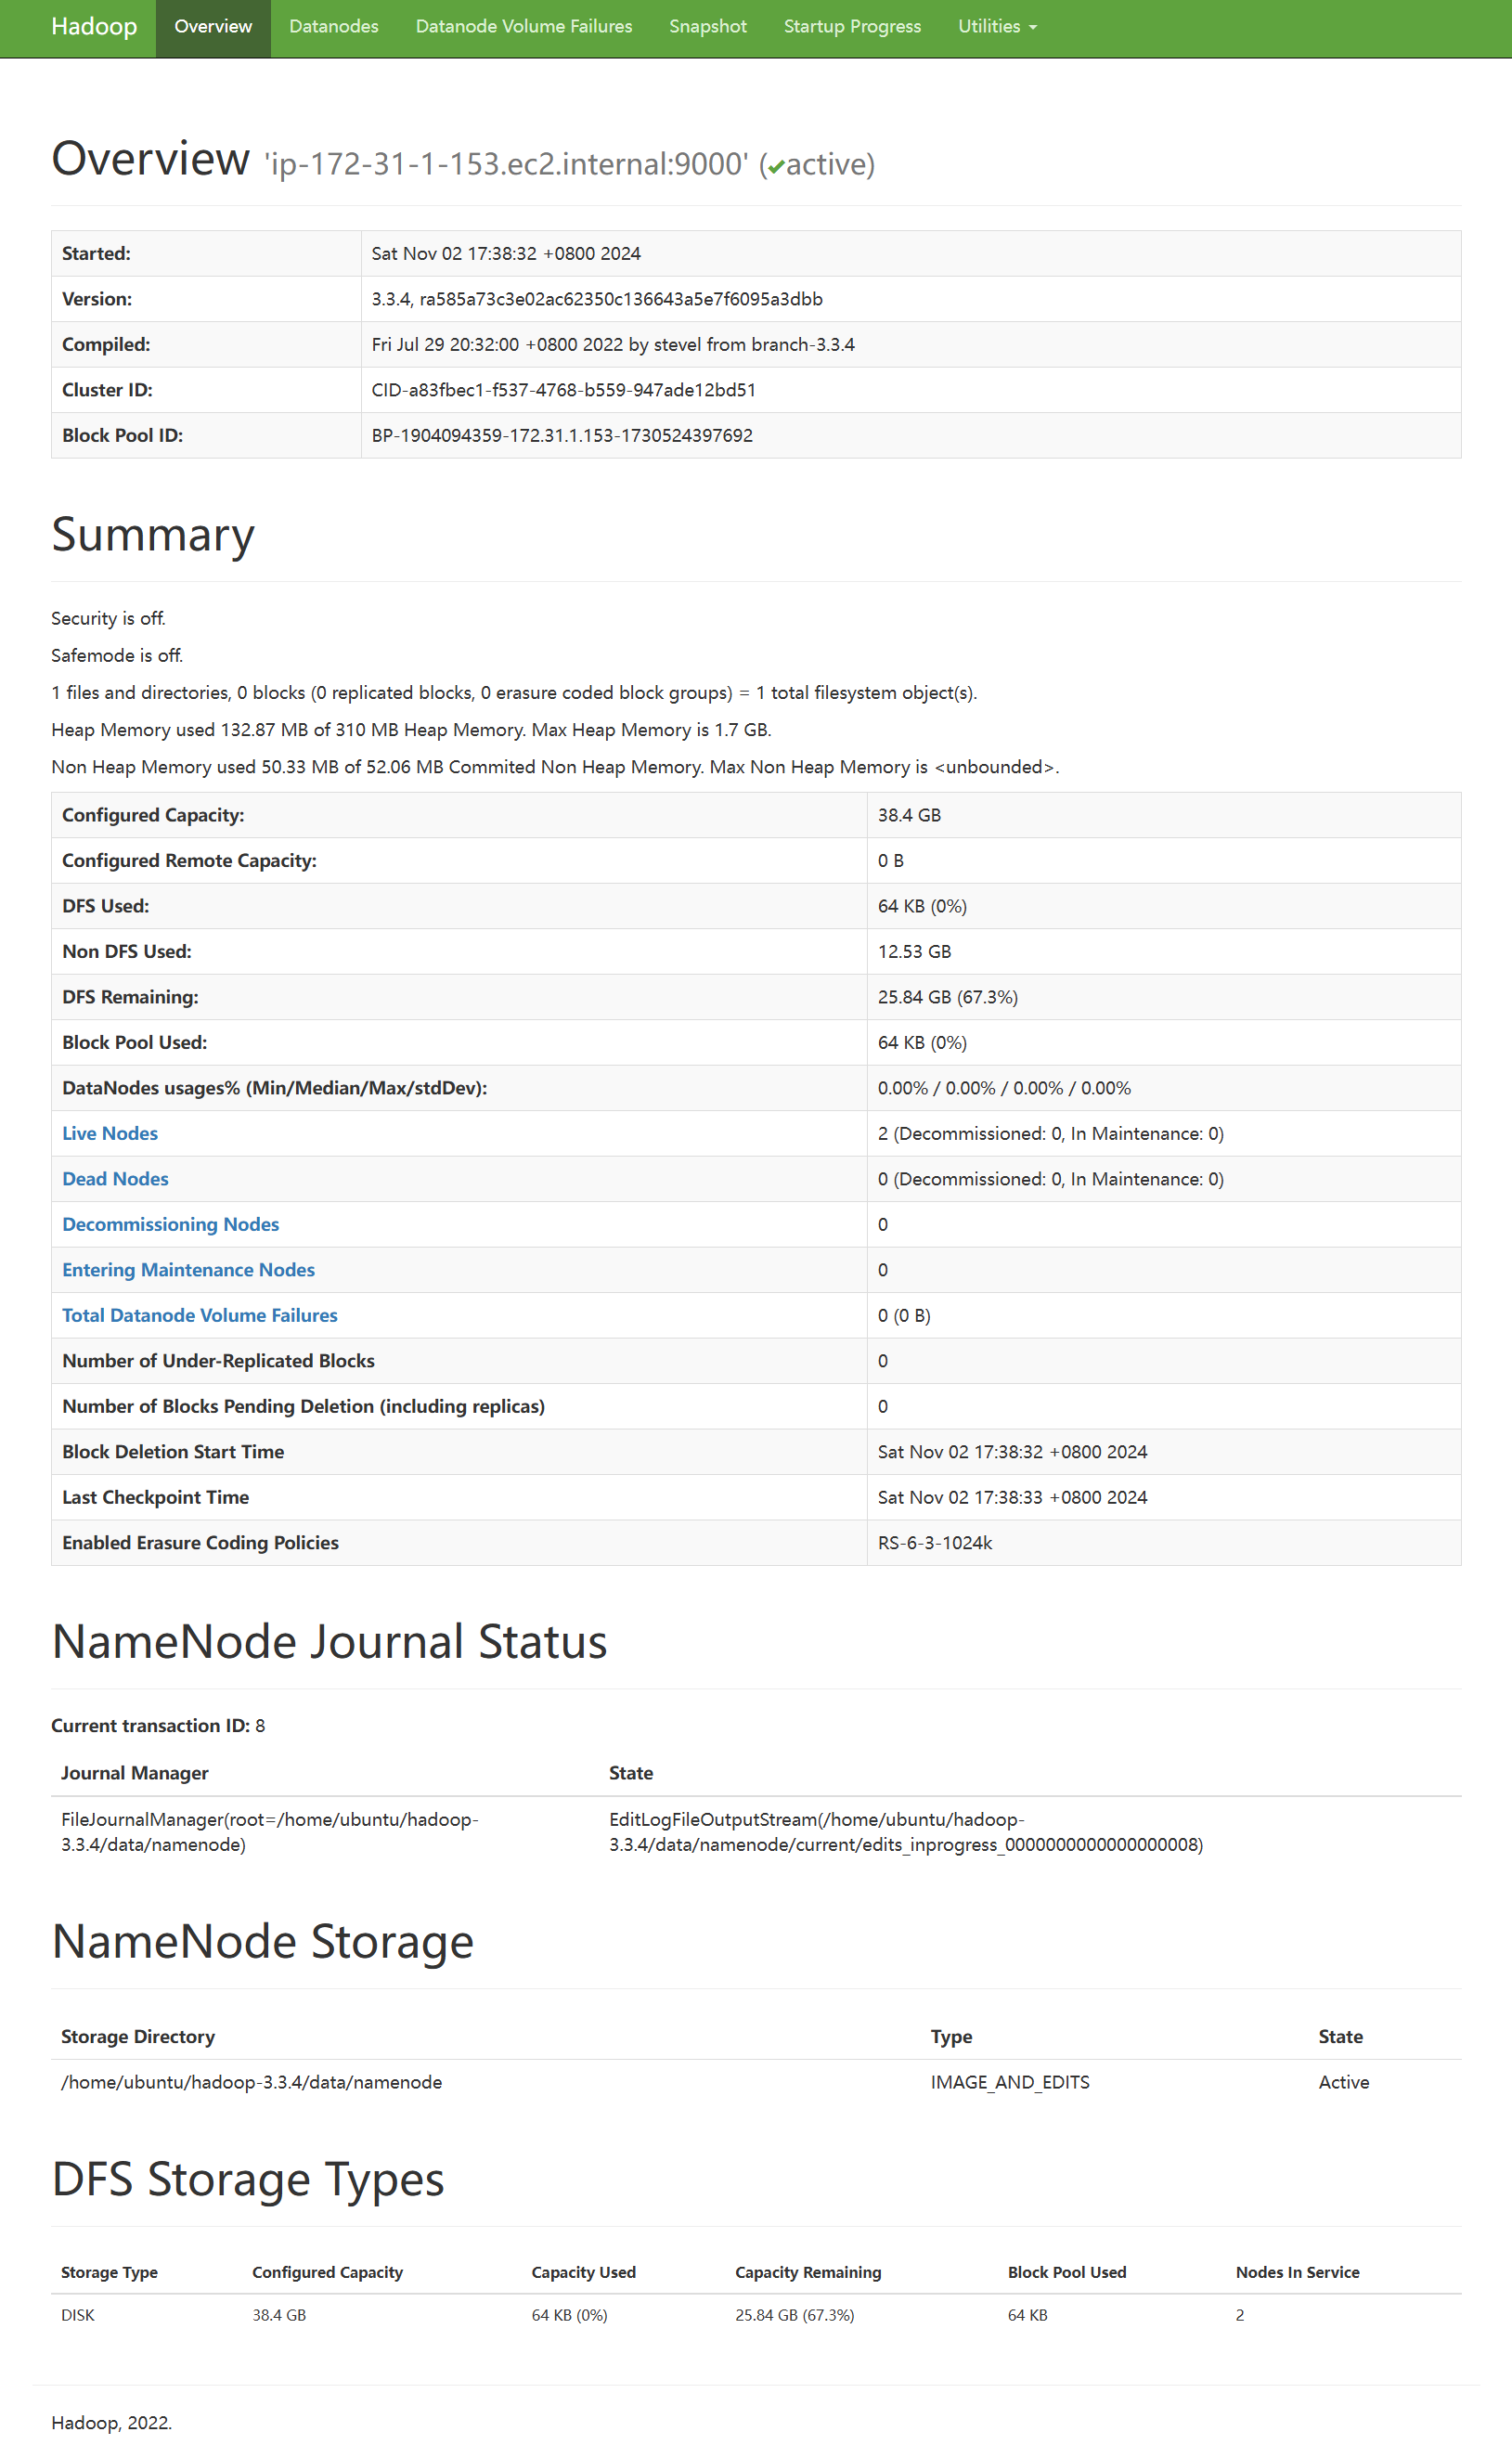 Hadoop Overview Datanodes Datanode Volume Failures Snapshot Startup Progress Utilities
Overview 'ip-172-31-1-153.ec2.internal:9000' (✔active)
Started: Sat Nov 02 17:38:32 +0800 2024
Version: 3.3.4, ra585a73c3e02ac62350c136643a5e7f6095a3dbb
Compiled: Fri Jul 29 20:32:00 +0800 2022 by stevel from branch-3.3.4
Cluster ID: CID-a83fbec1-f537-4768-b559-947ade12bd51
Block Pool ID: BP-1904094359-172.31.1.153-1730524397692
Summary
Security is off.
Safemode is off.
1 files and directories, 0 blocks (0 replicated blocks, 0 erasure coded block groups) = 1 total filesystem object(s).
Heap Memory used 132.87 MB of 310 MB Heap Memory. Max Heap Memory is 1.7 GB.
Non Heap Memory used 50.33 MB of 52.06 MB Commited Non Heap Memory. Max Non Heap Memory is <unbounded>.
Configured Capacity: 38.4 GB
Configured Remote Capacity: 0 B
DFS Used: 64 KB (0%)
Non DFS Used: 12.53 GB
DFS Remaining: 25.84 GB (67.3%)
Block Pool Used: 64 KB (0%)
DataNodes usages% (Min/Median/Max/stdDev): 0.00% / 0.00% / 0.00% / 0.00%
Live Nodes 2 (Decommissioned: 0, In Maintenance: 0)
Dead Nodes 0 (Decommissioned: 0, In Maintenance: 0)
Decommissioning Nodes 0
Entering Maintenance Nodes 0
Total Datanode Volume Failures 0 (0 B)
Number of Under-Replicated Blocks 0
Number of Blocks Pending Deletion (including replicas) 0
Block Deletion Start Time Sat Nov 02 17:38:32 +0800 2024
Last Checkpoint Time Sat Nov 02 17:38:33 +0800 2024
Enabled Erasure Coding Policies RS-6-3-1024k
NameNode Journal Status
Current transaction ID: 8
Journal Manager State
FileJournalManager(root=/home/ubuntu/hadoop- EditLogFileOutputStream(/home/ubuntu/hadoop-
3.3.4/data/namenode) 3.3.4/data/namenode/current/edits_inprogress_0000000000000000008)
NameNode Storage
Storage Directory Type State
/home/ubuntu/hadoop-3.3.4/data/namenode IMAGE_AND_EDITS Active
DFS Storage Types
Storage Type Configured Capacity Capacity Used Capacity Remaining Block Pool Used Nodes In Service
DISK 38.4 GB 64 KB (0%) 25.84 GB (67.3%) 64 KB 2
Hadoop, 2022.